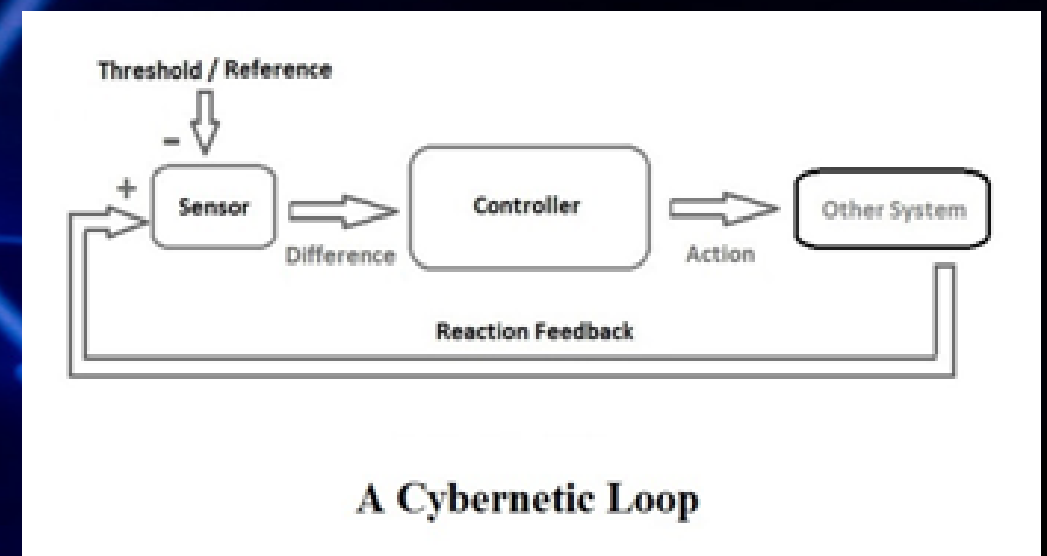 Threshold / Reference
-
+
Sensor
Controller
Other System
Difference
Action
Reaction Feedback
A Cybernetic Loop